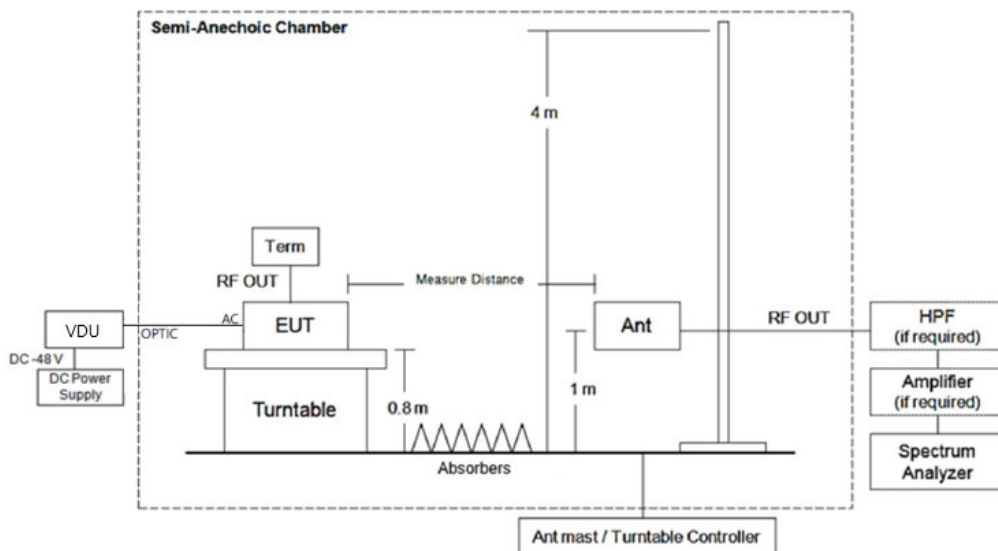 Semi-Anechoic Chamber
4 m
Term
RF OUT
Measure Distance
VDU
OPTIC
AC
EUT
Ant
RF OUT
HPF
(if required)
DC -48 V
DC Power
Supply
Turntable
0.8 m
1 m
Amplifier
(if required)
Absorbers
Spectrum
Analyzer
Ant mast / Turntable Controller